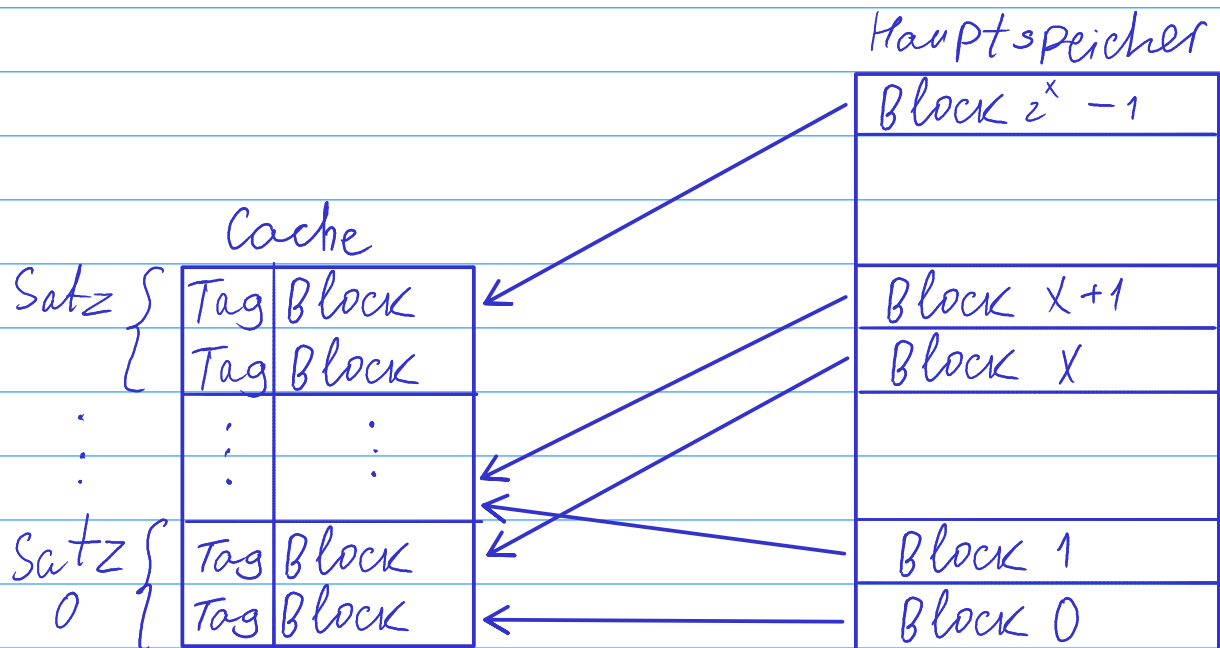 Hauptspeicher
Block 2^x - 1
Cache
Satz Tag Block
Block x+1
Tag Block
Block x
Satz Tag Block
Block 1
0 Tag Block
Block 0